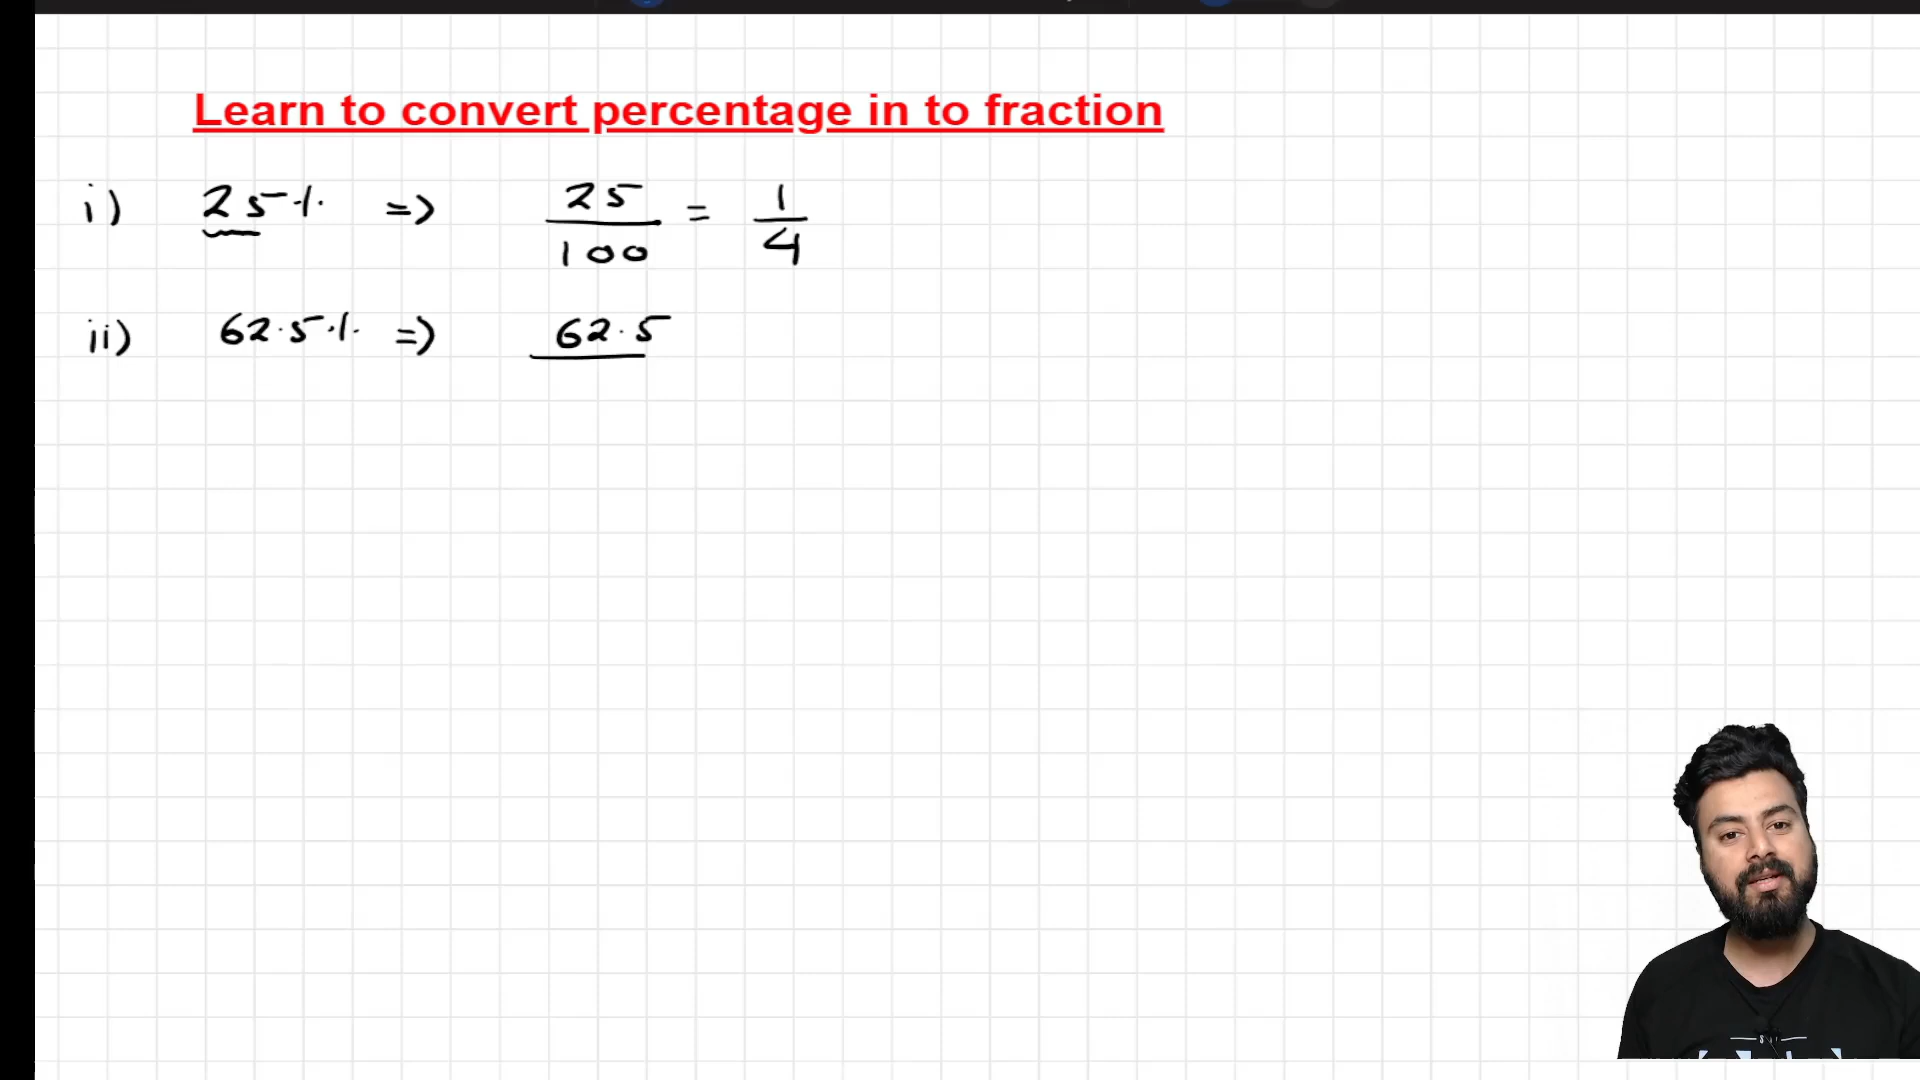 Learn to convert percentage in to fraction
i) 25% => 25/100 = 1/4
ii) 62.5% => 62.5